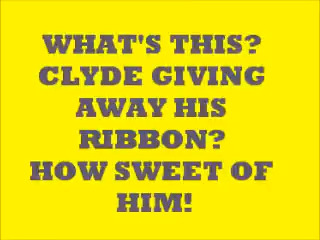 WHAT'S THIS?
CLYDE GIVING
AWAY HIS
RIBBON?
HOW SWEET OF
HIM!